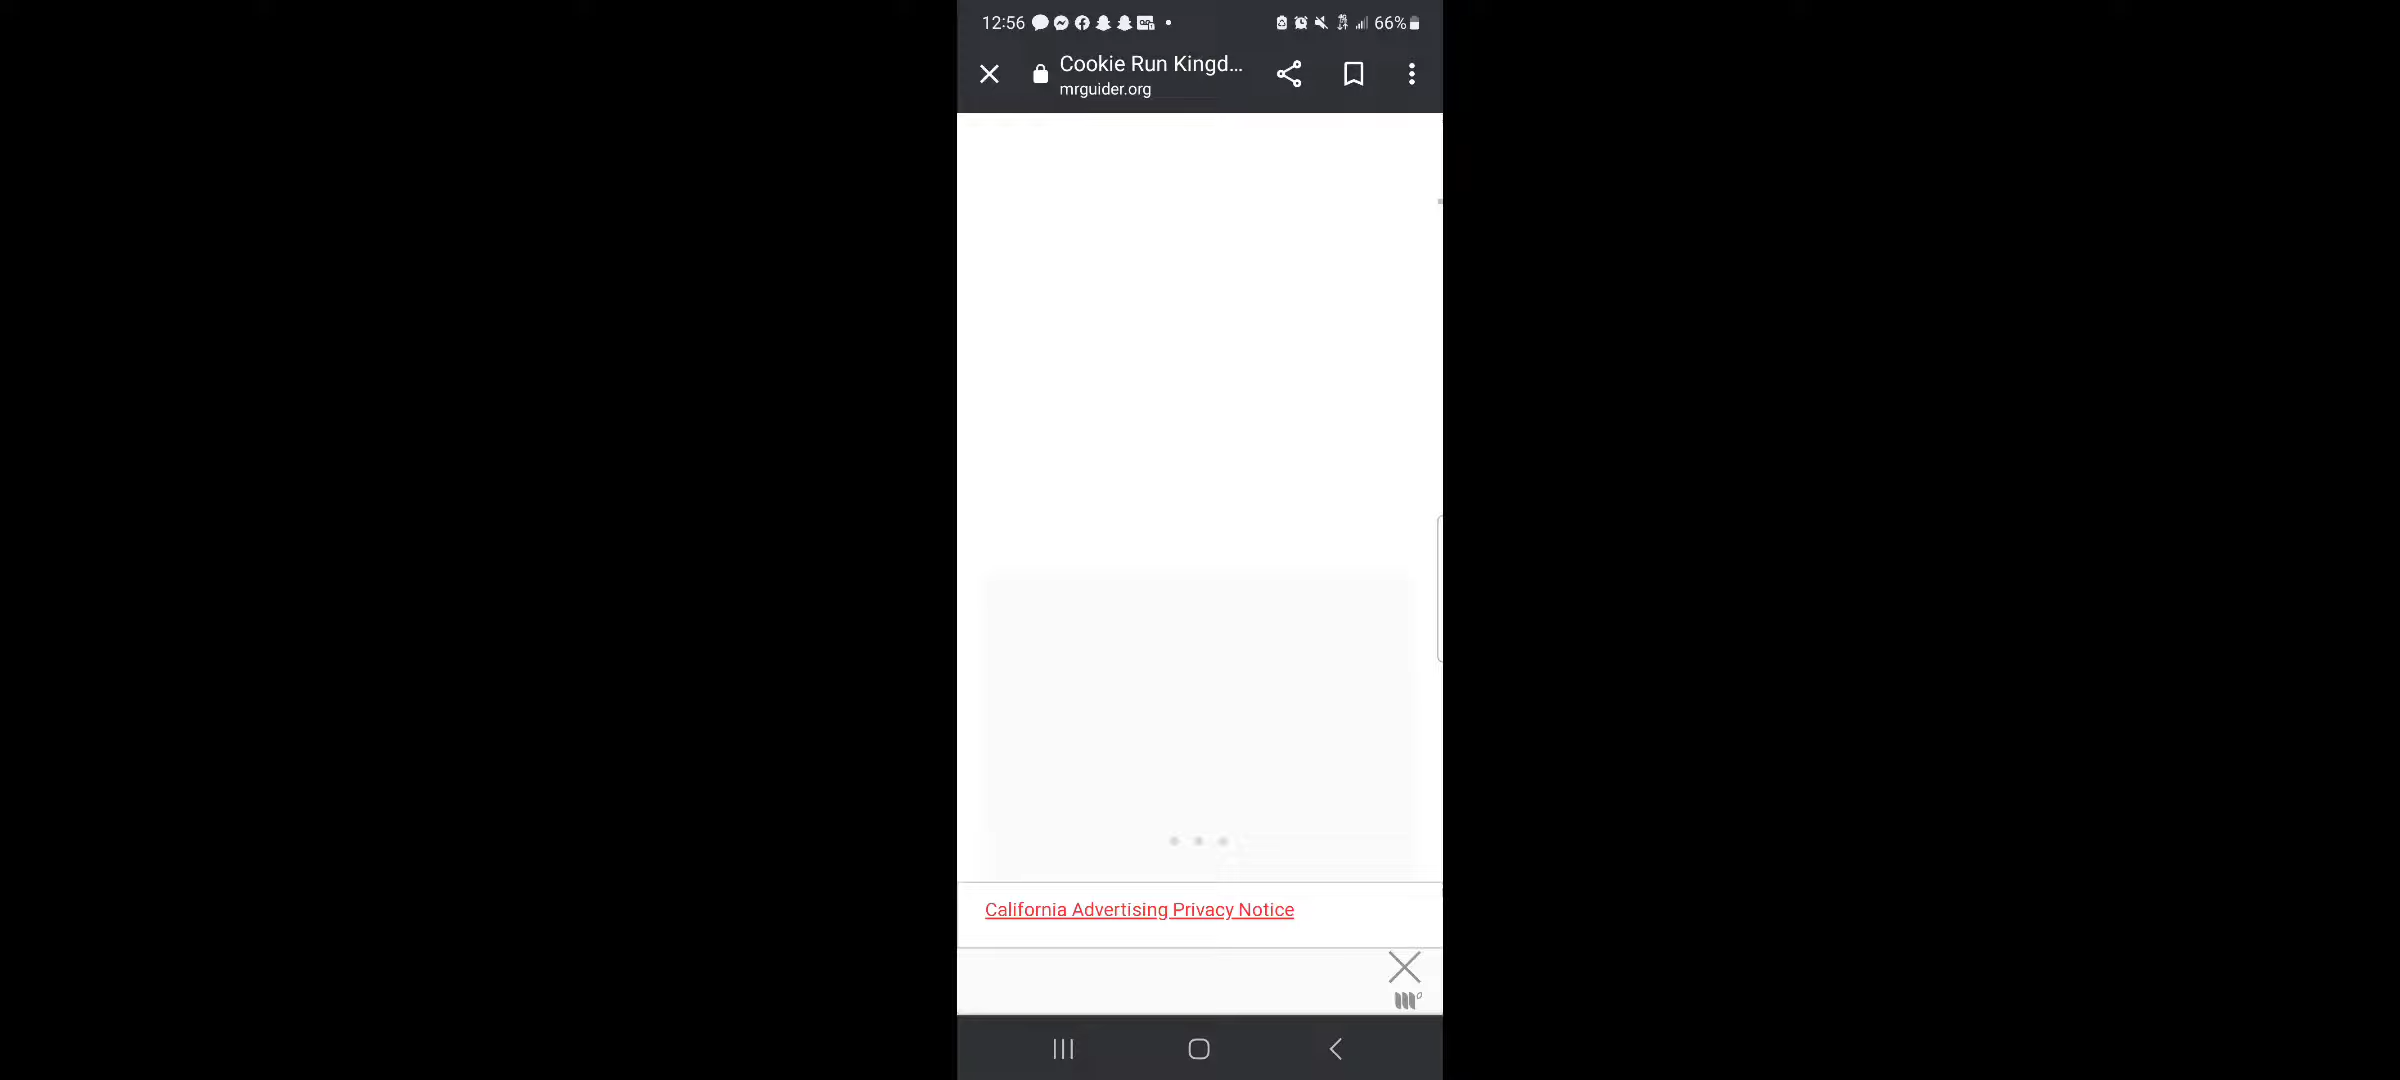 12:56
66%
Cookie Run Kingd...
mrguider.org
California Advertising Privacy Notice